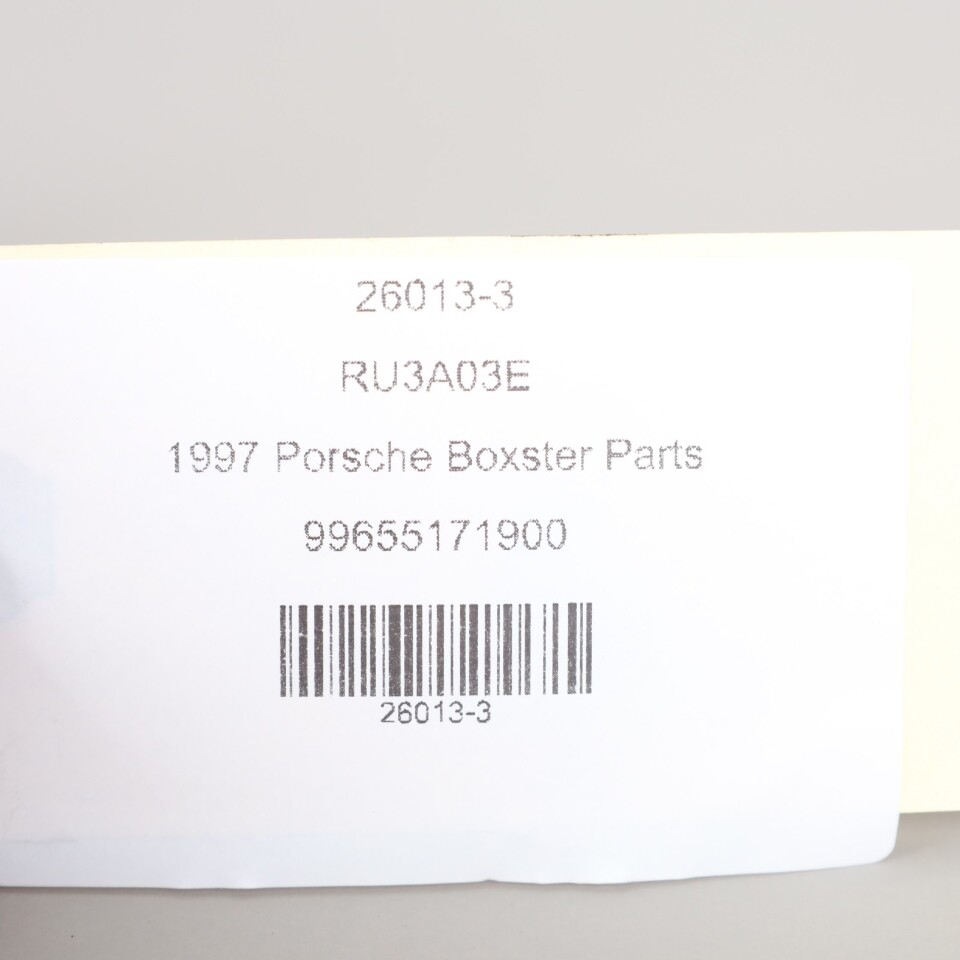 26013-3
RU3A03E
1997 Porsche Boxster Parts
99655171900
26013-3